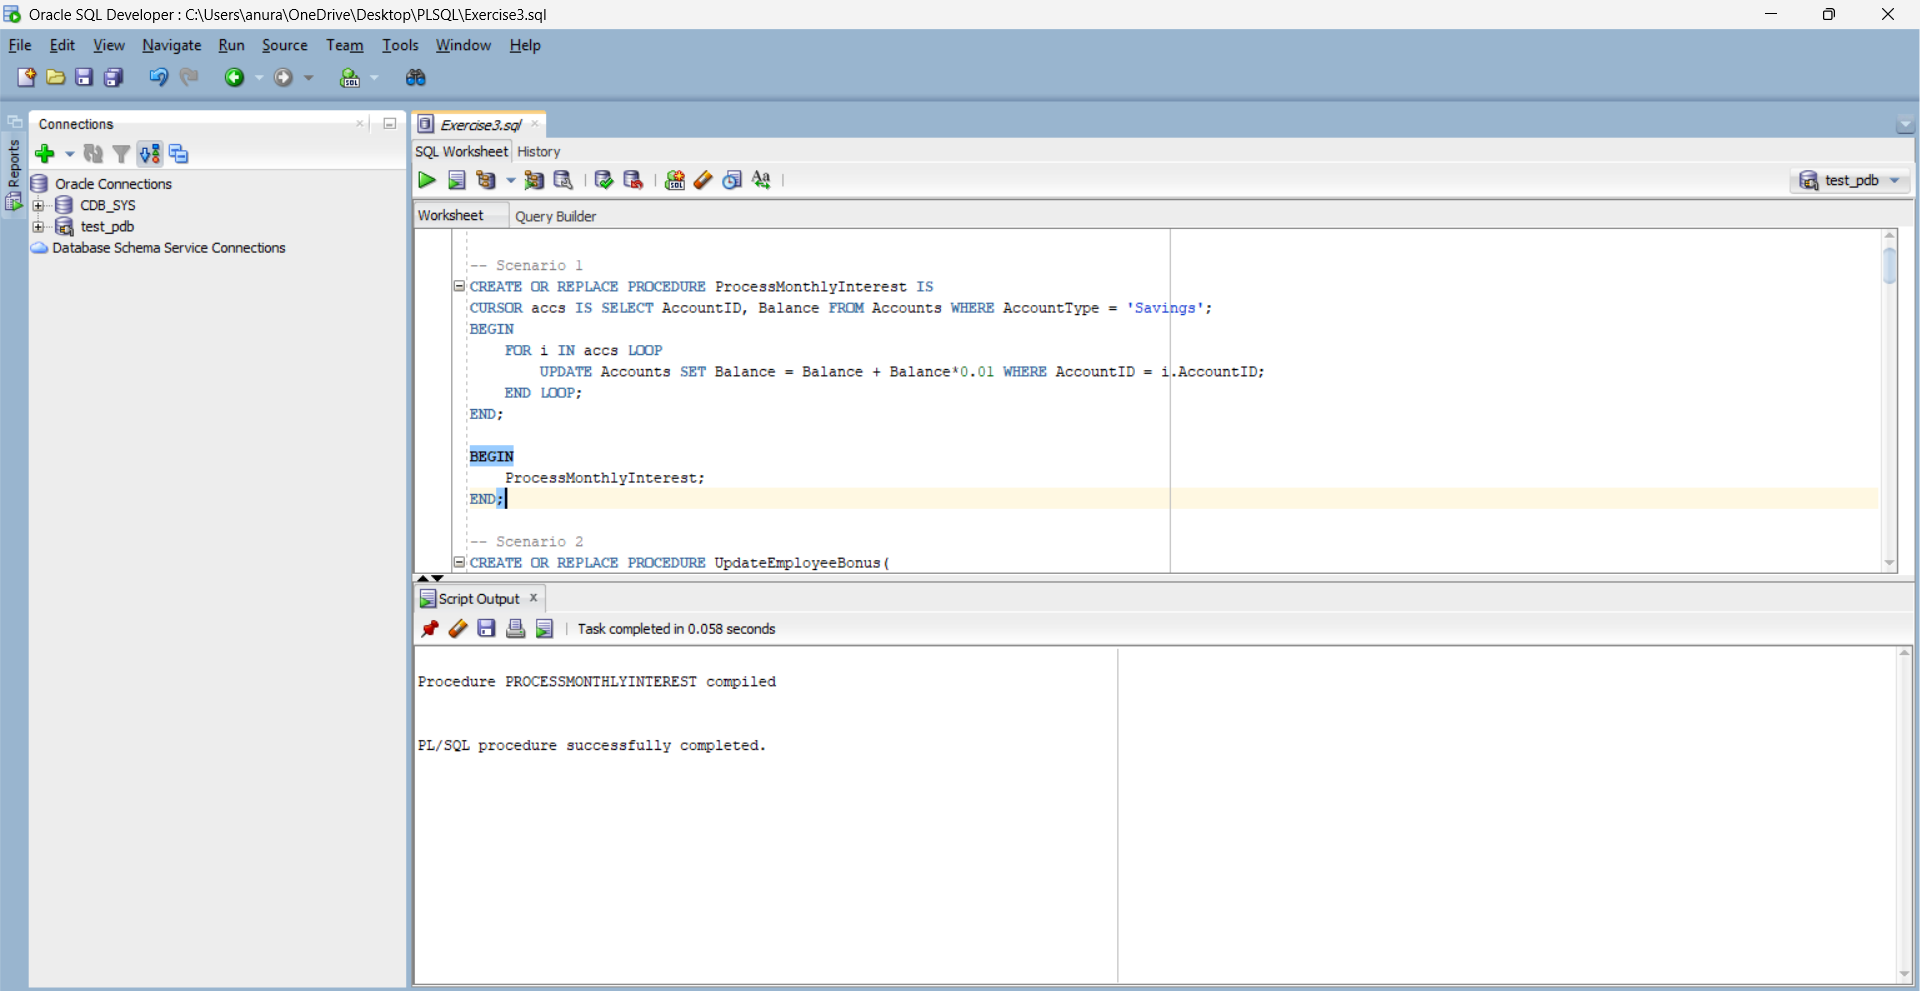 Oracle SQL Developer : C:\Users\anura\OneDrive\Desktop\PLSQL\Exercise3.sql
File Edit View Navigate Run Source Team Tools Window Help
Reports
Connections
Oracle Connections
CDB_SYS
test_pdb
Database Schema Service Connections
Exercise3.sql
SQL Worksheet History
test_pdb
Worksheet Query Builder
-- Scenario 1
CREATE OR REPLACE PROCEDURE ProcessMonthlyInterest IS
CURSOR accs IS SELECT AccountID, Balance FROM Accounts WHERE AccountType = 'Savings';
BEGIN
    FOR i IN accs LOOP
        UPDATE Accounts SET Balance = Balance + Balance*0.01 WHERE AccountID = i.AccountID;
    END LOOP;
END;
BEGIN
    ProcessMonthlyInterest;
END;
-- Scenario 2
CREATE OR REPLACE PROCEDURE UpdateEmployeeBonus(
Script Output
Task completed in 0.058 seconds
Procedure PROCESSMONTHLYINTEREST compiled
PL/SQL procedure successfully completed.